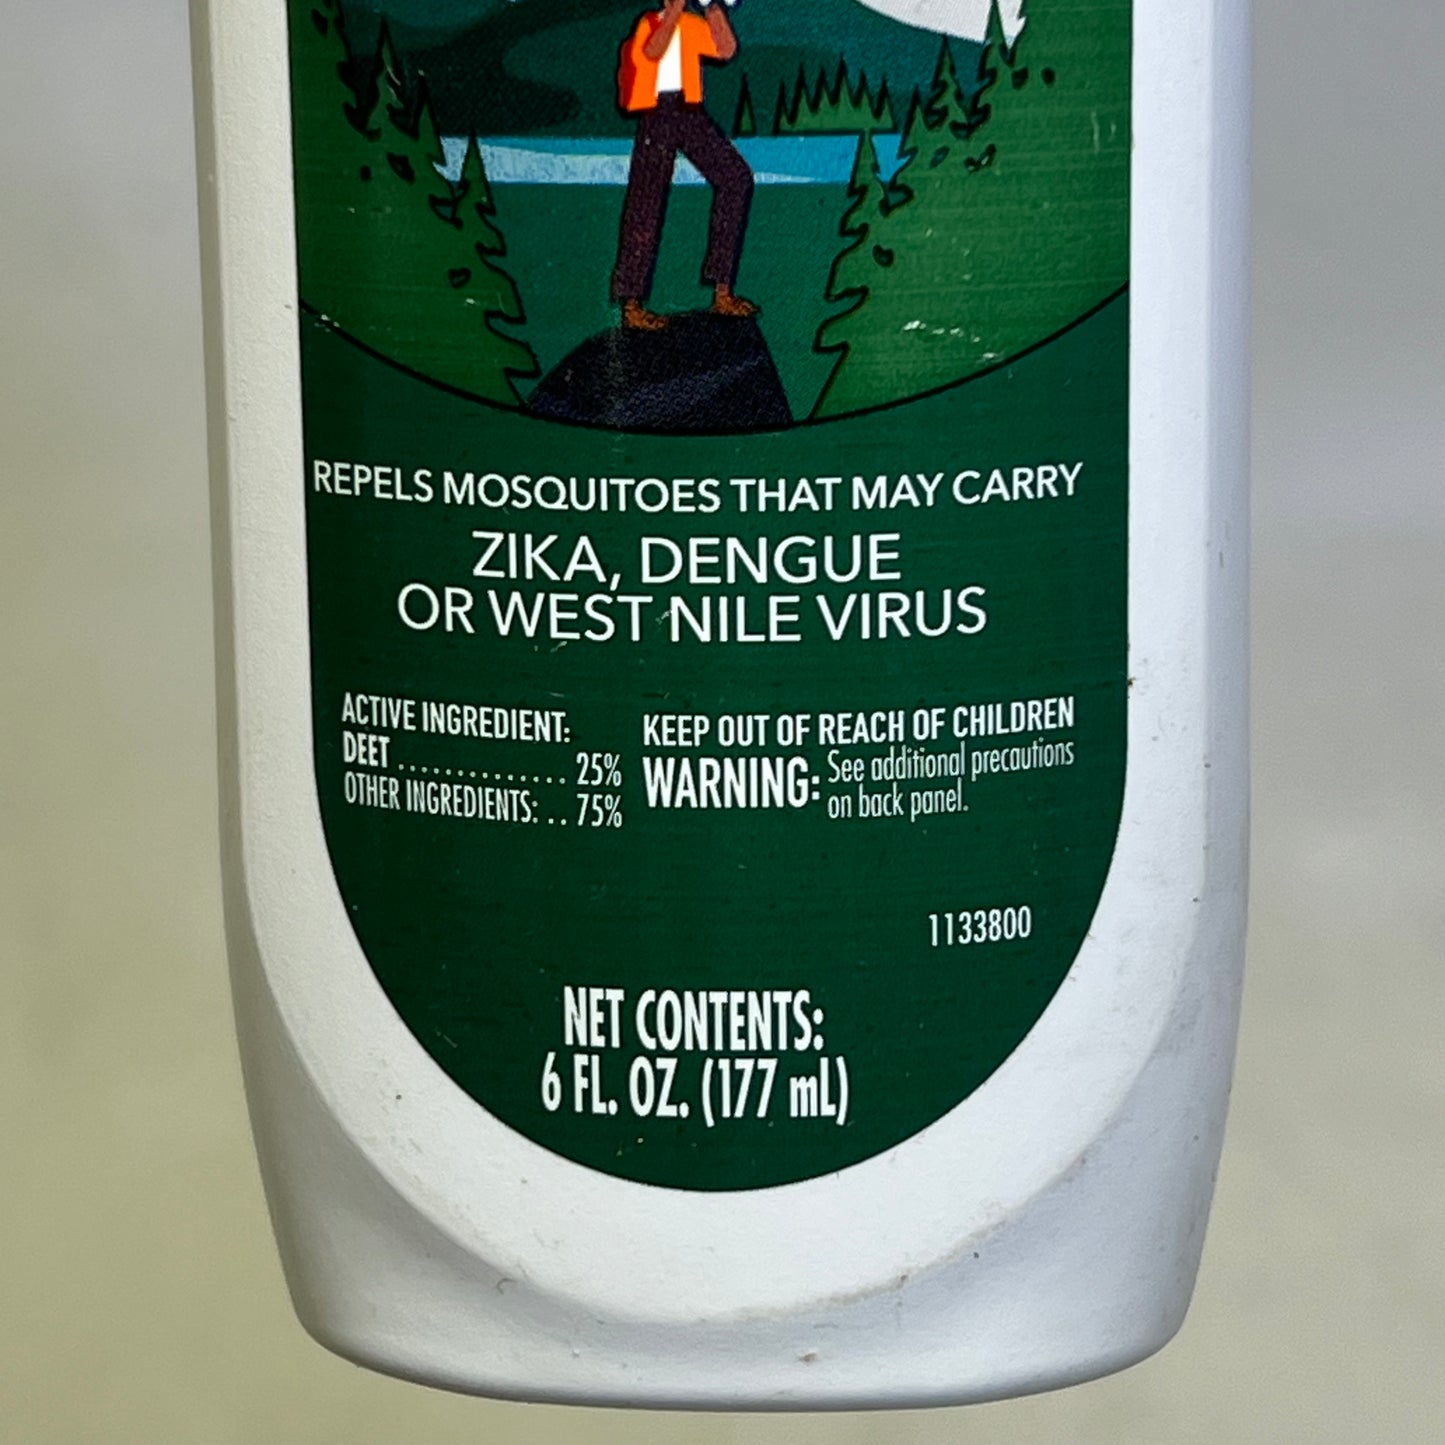 REPELS MOSQUITOES THAT MAY CARRY
ZIKA, DENGUE
OR WEST NILE VIRUS
ACTIVE INGREDIENT:
DEET .............. 25%
OTHER INGREDIENTS: .. 75%
KEEP OUT OF REACH OF CHILDREN
WARNING: See additional precautions
on back panel.
1133800
NET CONTENTS:
6 FL. OZ. (177 mL)